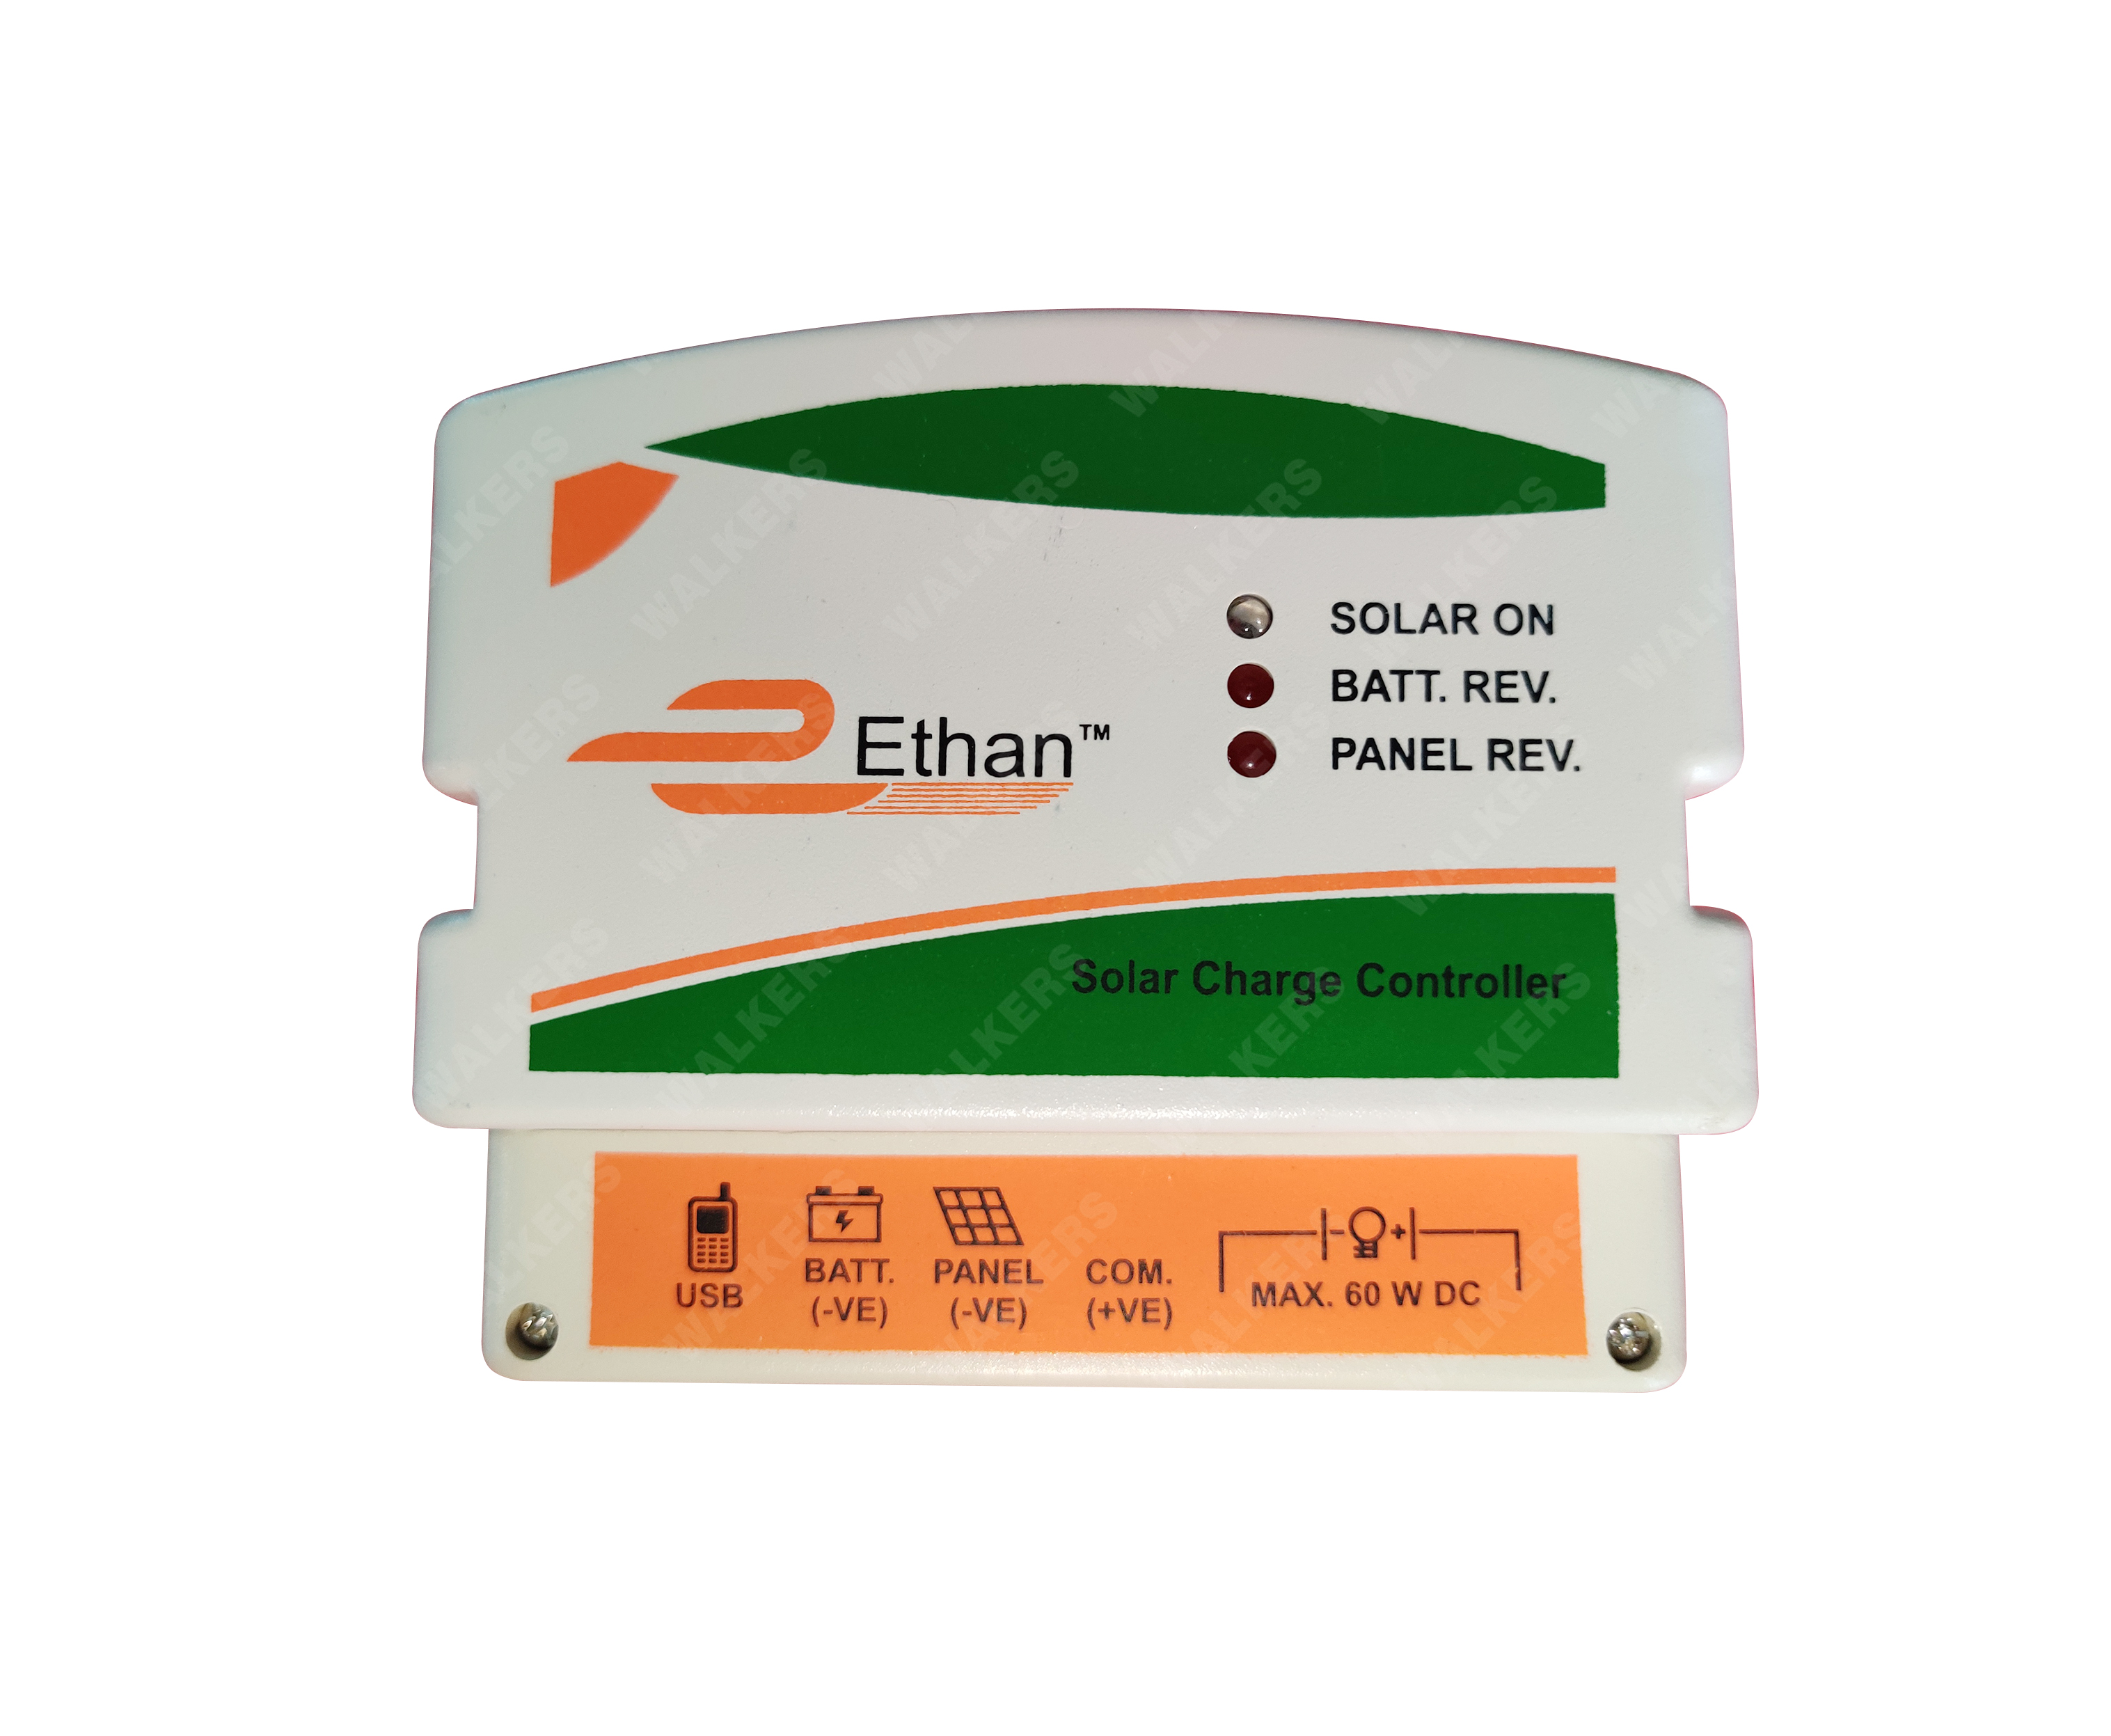 SOLAR ON
BATT. REV.
PANEL REV.
Ethan™
Solar Charge Controller
USB
BATT.
(-VE)
PANEL
(-VE)
COM.
(+VE)
- +
MAX. 60 W DC
WALKERS